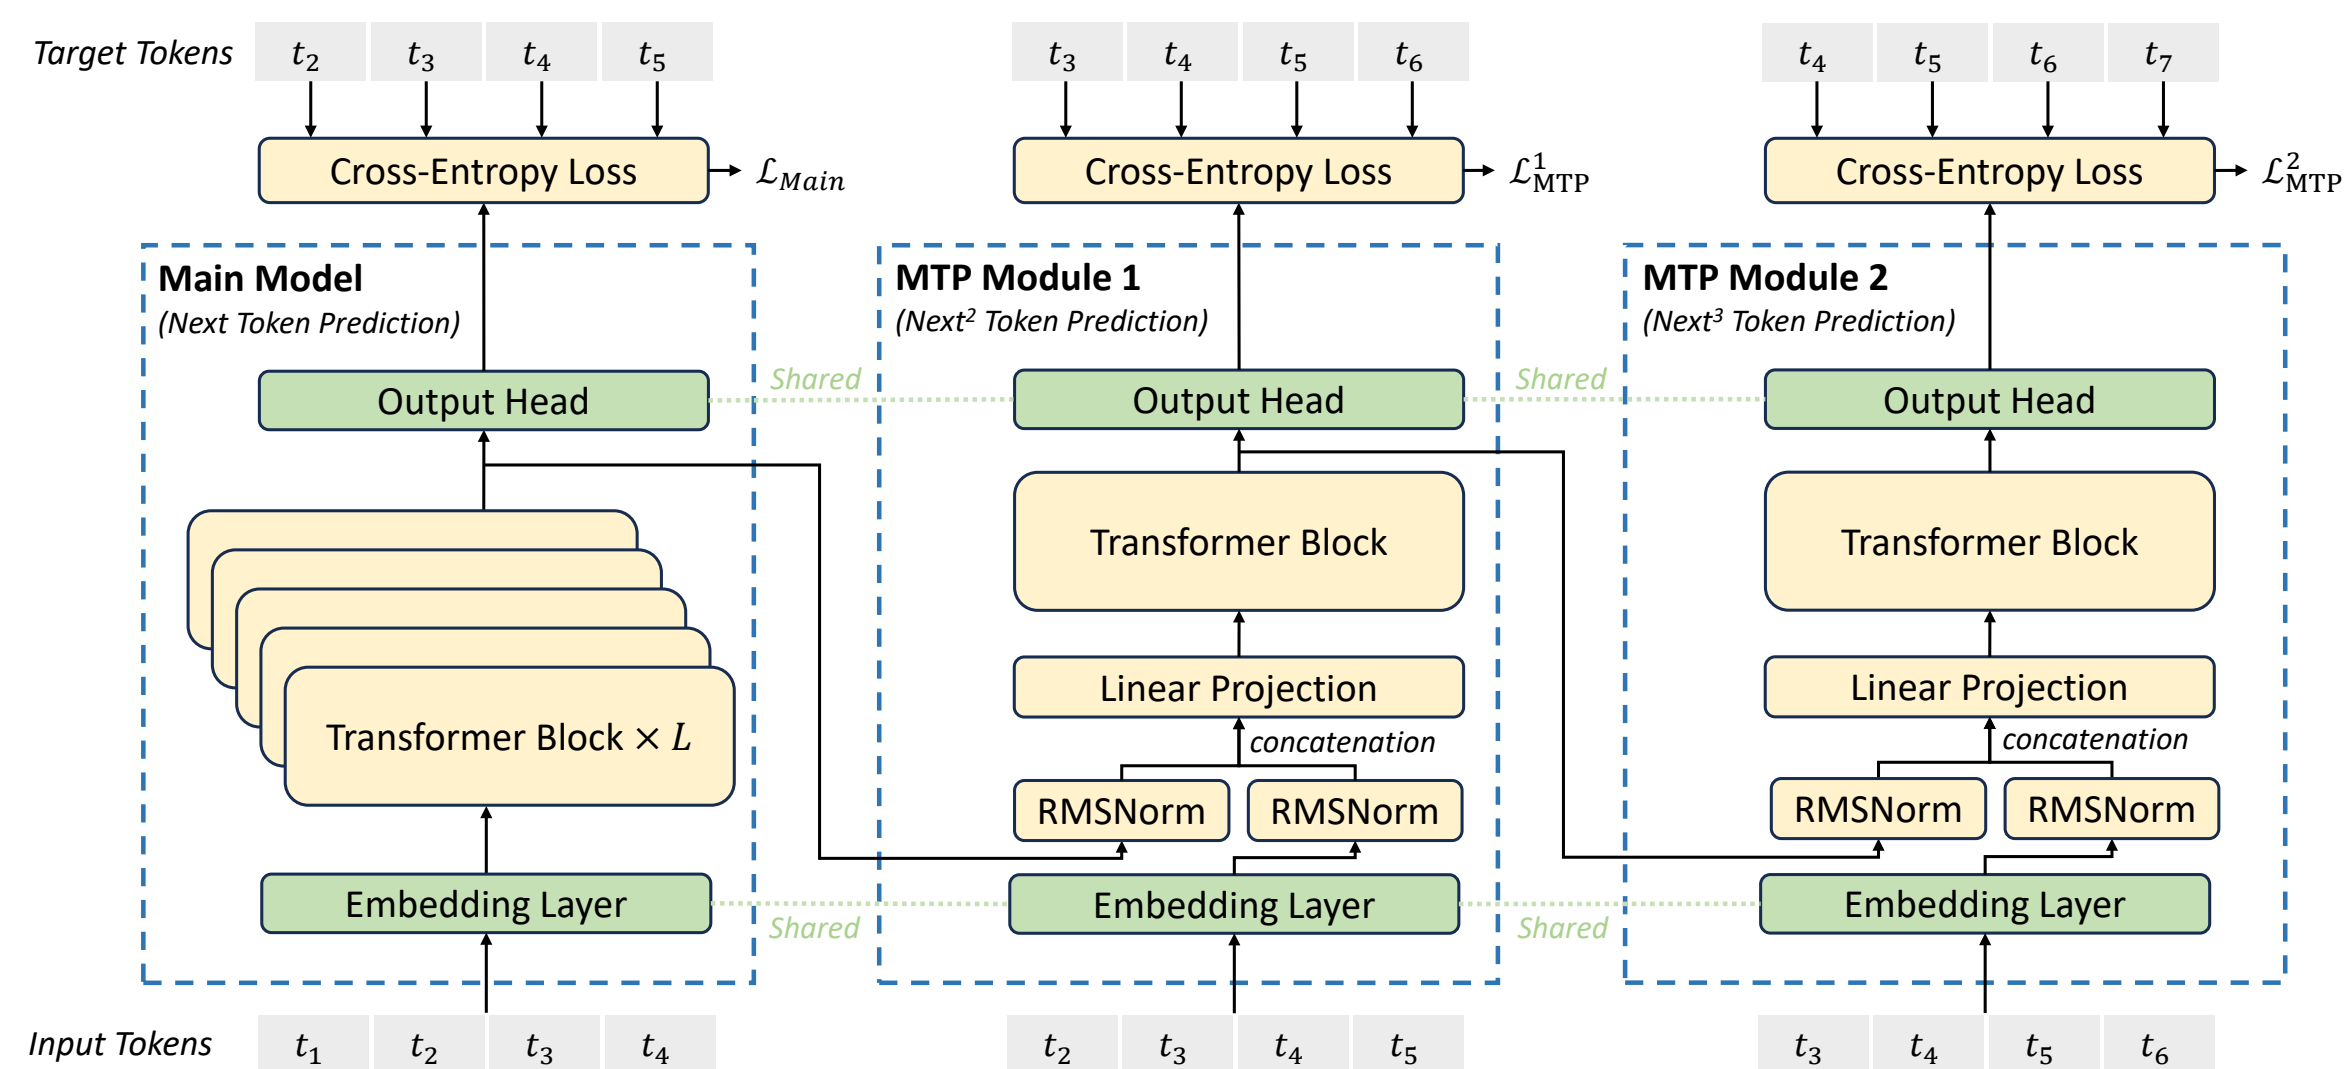 Target Tokens t₂ t₃ t₄ t₅ t₃ t₄ t₅ t₆ t₄ t₅ t₆ t₇
Cross-Entropy Loss ℒ_Main Cross-Entropy Loss ℒ¹_MTP Cross-Entropy Loss ℒ²_MTP
Main Model
(Next Token Prediction)
MTP Module 1
(Next² Token Prediction)
MTP Module 2
(Next³ Token Prediction)
Shared Shared
Output Head Output Head Output Head
Transformer Block Transformer Block
Linear Projection Linear Projection
Transformer Block × L
concatenation concatenation
RMSNorm RMSNorm RMSNorm RMSNorm
Embedding Layer Embedding Layer Embedding Layer
Shared Shared
Input Tokens t₁ t₂ t₃ t₄ t₂ t₃ t₄ t₅ t₃ t₄ t₅ t₆